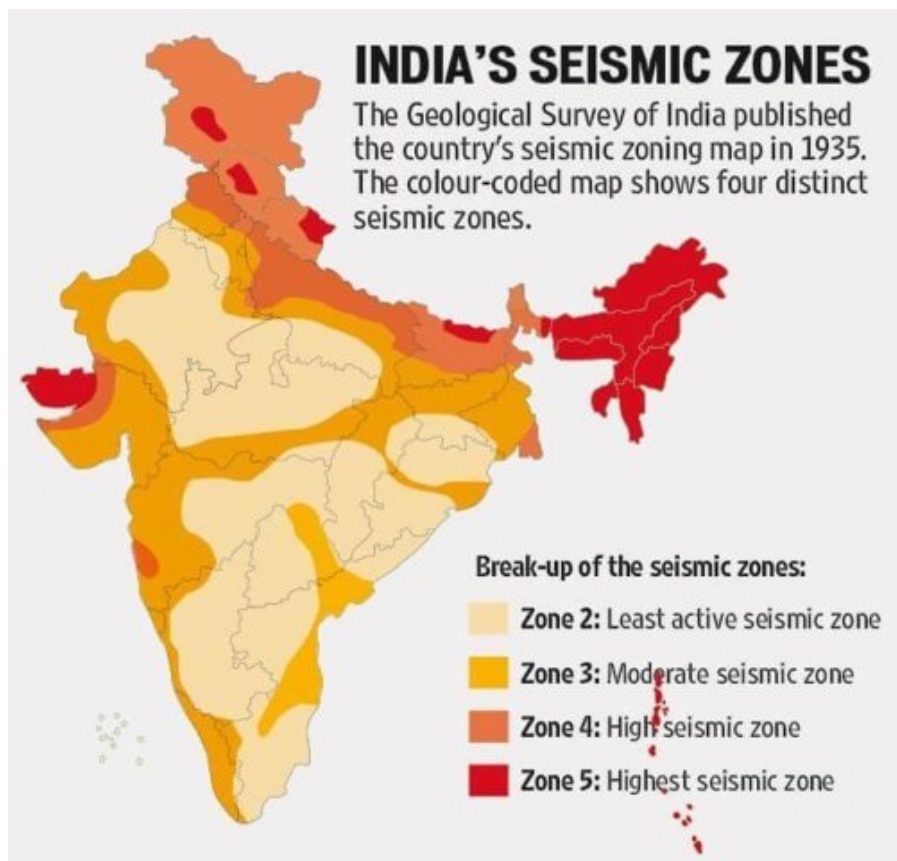 INDIA'S SEISMIC ZONES
The Geological Survey of India published
the country's seismic zoning map in 1935.
The colour-coded map shows four distinct
seismic zones.
Break-up of the seismic zones:
Zone 2: Least active seismic zone
Zone 3: Moderate seismic zone
Zone 4: High seismic zone
Zone 5: Highest seismic zone